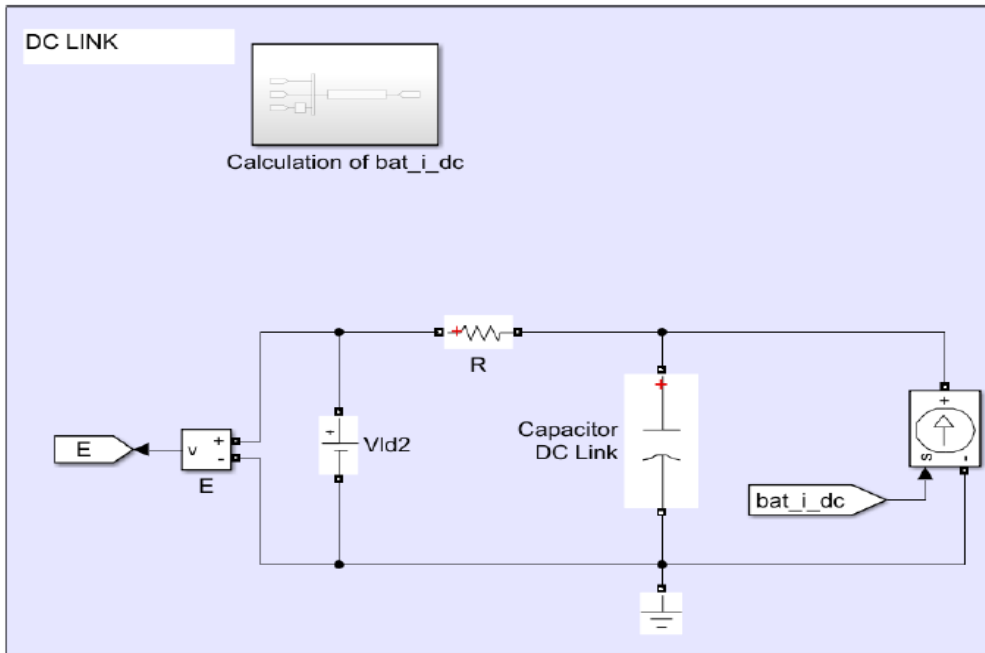 DC LINK
Calculation of bat_i_dc
R
E
v
+
-
E
+
Vld2
+
Capacitor
DC Link
+
S
-
bat_i_dc